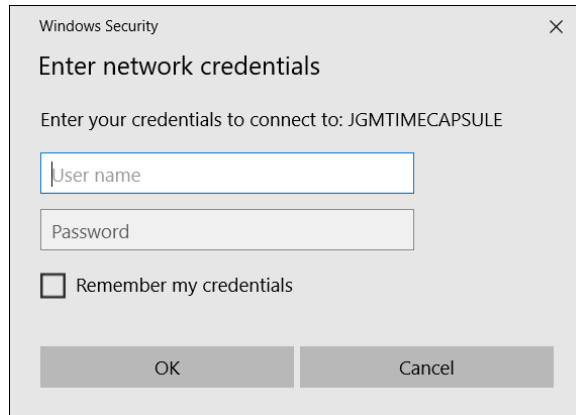 Windows Security
Enter network credentials
Enter your credentials to connect to: JGMTIMECAPSULE
User name
Password
Remember my credentials
OK Cancel